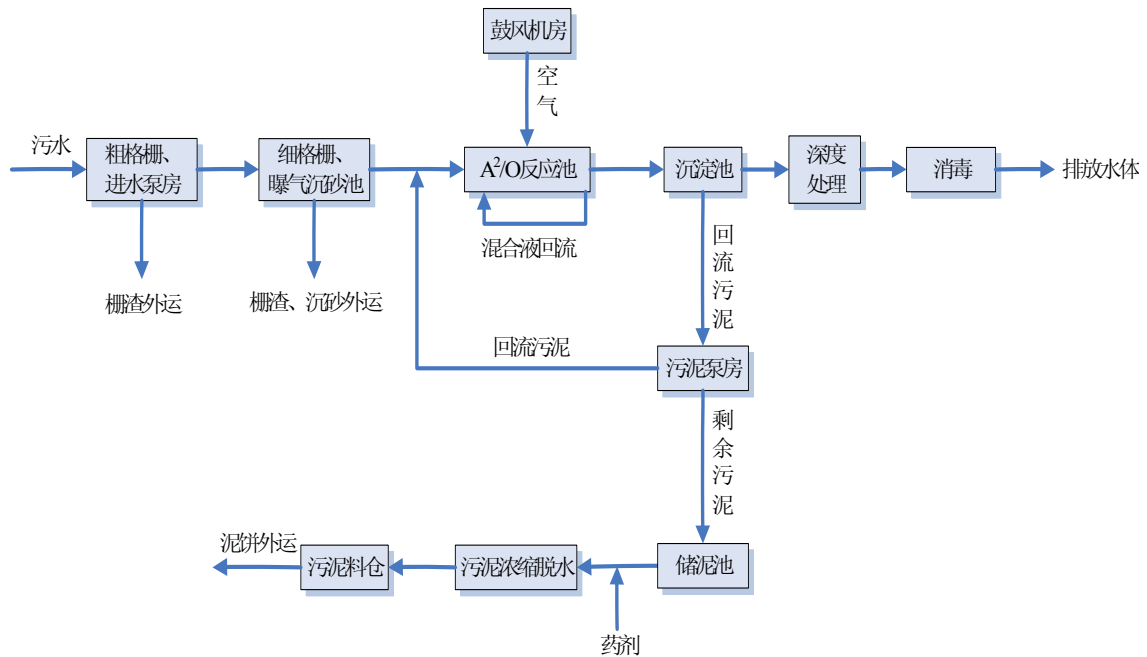 鼓风机房
空气
污水
粗格栅、
进水泵房
细格栅、
曝气沉砂池
A²/O反应池
沉淀池
深度
处理
消毒
排放水体
混合液回流
栅渣外运
栅渣、沉砂外运
回流污泥
回流污泥
污泥泵房
剩余污泥
泥饼外运
污泥料仓
污泥浓缩脱水
储泥池
药剂